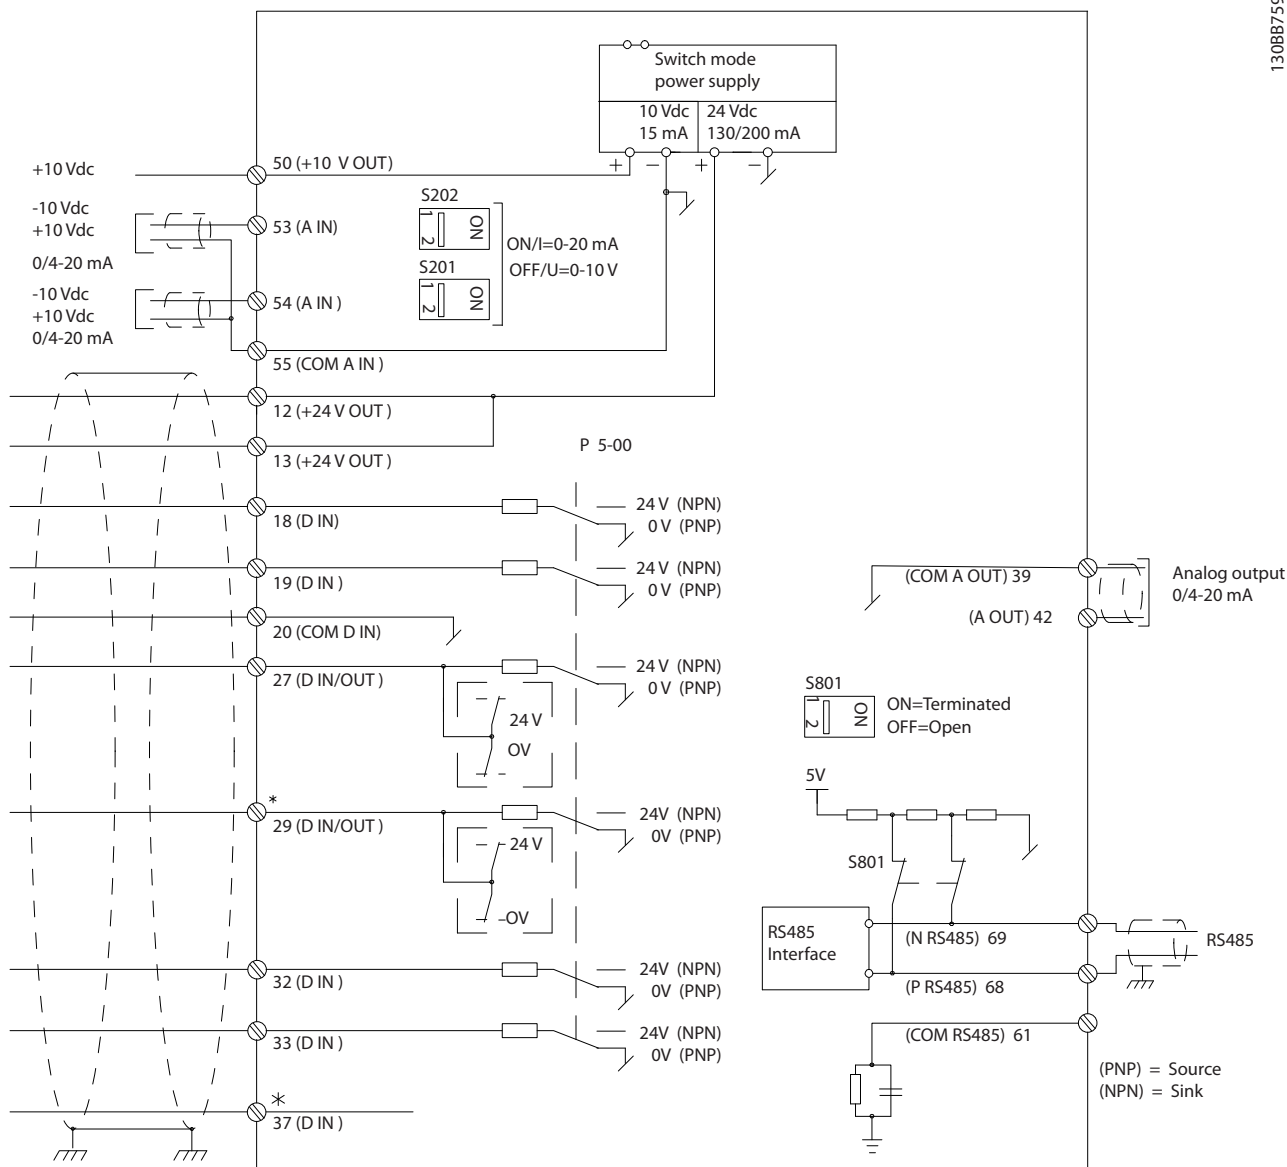 130BB759
Switch mode
power supply
10 Vdc
15 mA
24 Vdc
130/200 mA
+ − + −
+10 Vdc
50 (+10 V OUT)
-10 Vdc
+10 Vdc
0/4-20 mA
53 (A IN)
S202
1 2 ON
ON/I=0-20 mA
OFF/U=0-10 V
S201
1 2 ON
-10 Vdc
+10 Vdc
0/4-20 mA
54 (A IN )
55 (COM A IN )
12 (+24 V OUT )
13 (+24 V OUT )
P 5-00
18 (D IN)
24 V (NPN)
0 V (PNP)
19 (D IN )
24 V (NPN)
0 V (PNP)
20 (COM D IN)
27 (D IN/OUT )
24 V (NPN)
0 V (PNP)
24 V
OV
*
29 (D IN/OUT )
24V (NPN)
0V (PNP)
24 V
OV
32 (D IN )
24V (NPN)
0V (PNP)
33 (D IN )
24V (NPN)
0V (PNP)
*
37 (D IN )
(COM A OUT) 39
(A OUT) 42
Analog output
0/4-20 mA
S801
1 2 ON
ON=Terminated
OFF=Open
5V
S801
RS485
Interface
(N RS485) 69
(P RS485) 68
RS485
(COM RS485) 61
(PNP) = Source
(NPN) = Sink